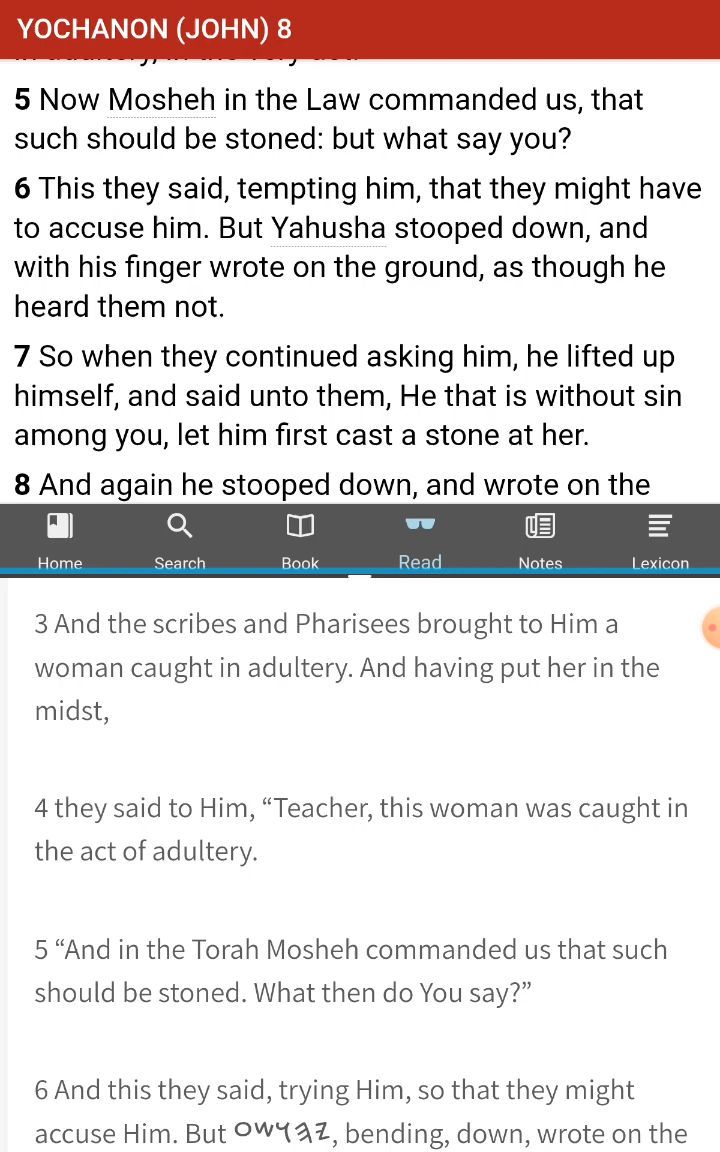 YOCHANON (JOHN) 8
5 Now Mosheh in the Law commanded us, that
such should be stoned: but what say you?
6 This they said, tempting him, that they might have
to accuse him. But Yahusha stooped down, and
with his finger wrote on the ground, as though he
heard them not.
7 So when they continued asking him, he lifted up
himself, and said unto them, He that is without sin
among you, let him first cast a stone at her.
8 And again he stooped down, and wrote on the
Home Search Book Read Notes Lexicon
3 And the scribes and Pharisees brought to Him a
woman caught in adultery. And having put her in the
midst,
4 they said to Him, “Teacher, this woman was caught in
the act of adultery.
5 “And in the Torah Mosheh commanded us that such
should be stoned. What then do You say?”
6 And this they said, trying Him, so that they might
accuse Him. But 𐤉𐤄𐤅𐤔𐤏, bending, down, wrote on the